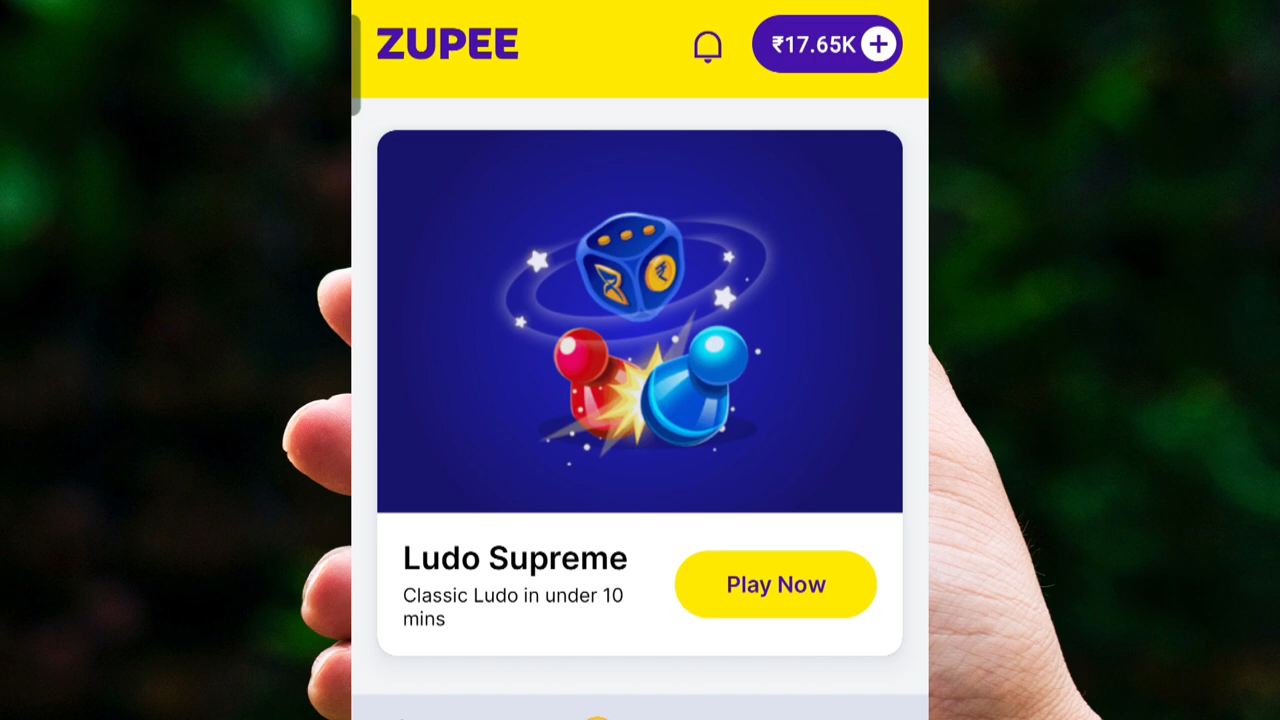 ZUPEE
₹17.65K
Ludo Supreme
Classic Ludo in under 10
mins
Play Now